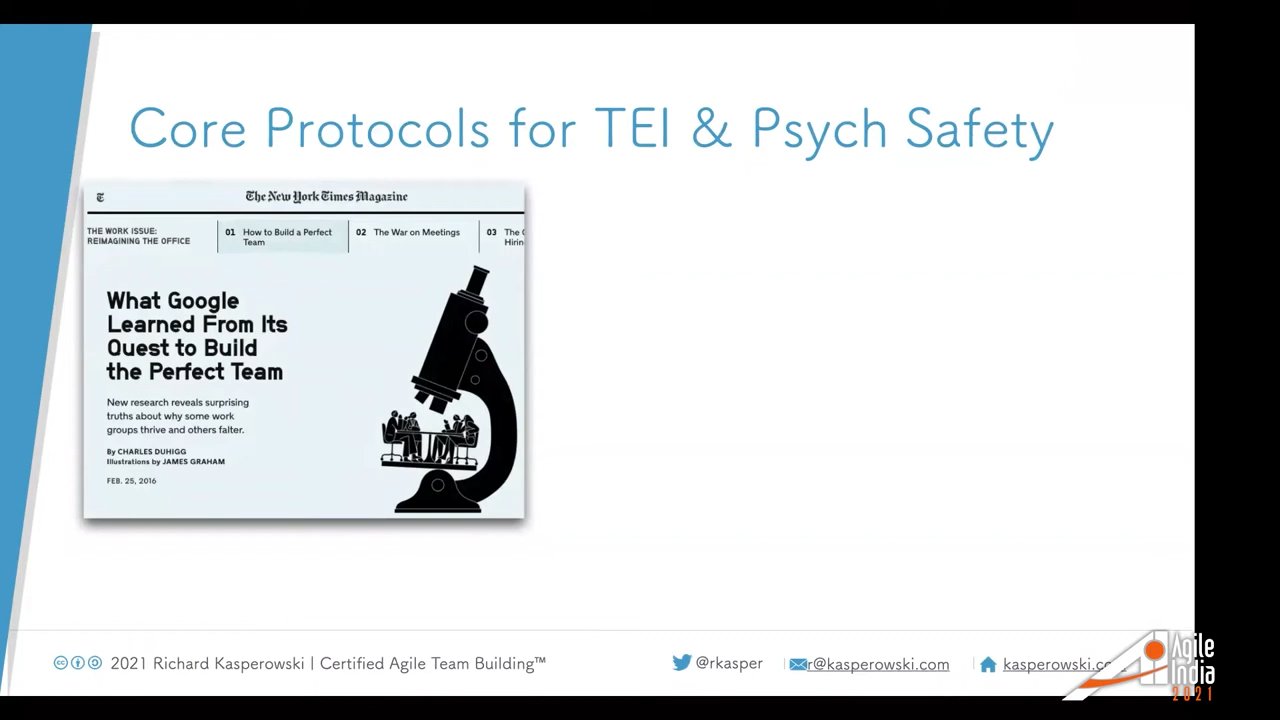 Core Protocols for TEI & Psych Safety
The New York Times Magazine
THE WORK ISSUE:
REIMAGINING THE OFFICE
01 How to Build a Perfect
Team
02 The War on Meetings
03 The
Hirin
What Google
Learned From Its
Quest to Build
the Perfect Team
New research reveals surprising
truths about why some work
groups thrive and others falter.
By CHARLES DUHIGG
Illustrations by JAMES GRAHAM
FEB. 25, 2016
2021 Richard Kasperowski | Certified Agile Team Building™
@rkasper
r@kasperowski.com
kasperowski.co
Agile
India
2021